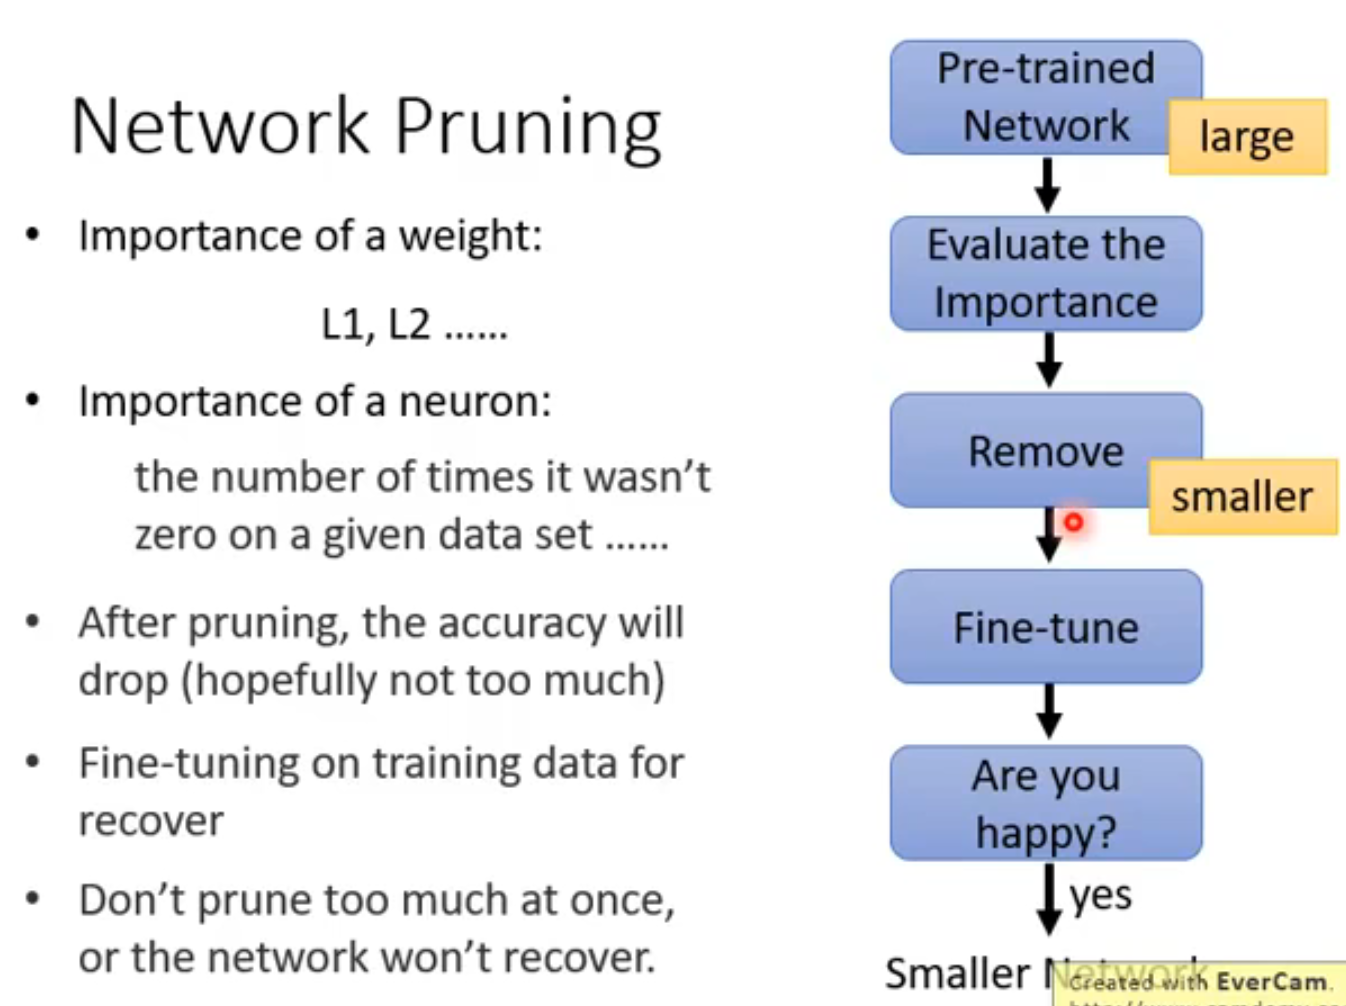 Network Pruning
• Importance of a weight:
L1, L2 ......
• Importance of a neuron:
the number of times it wasn't
zero on a given data set ......
• After pruning, the accuracy will
drop (hopefully not too much)
• Fine-tuning on training data for
recover
• Don't prune too much at once,
or the network won't recover.
Pre-trained
Network
large
Evaluate the
Importance
Remove
smaller
Fine-tune
Are you
happy?
yes
Smaller Network
Created with EverCam.